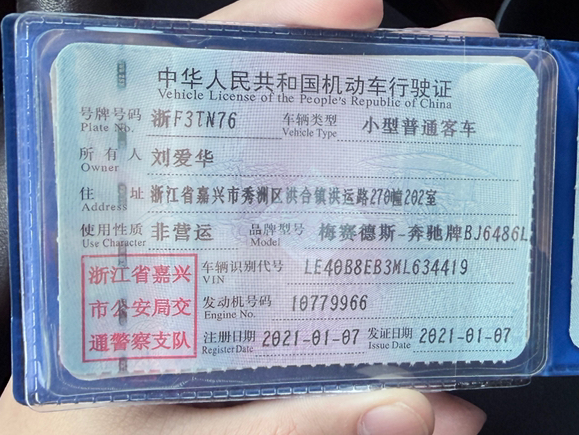 中华人民共和国机动车行驶证
Vehicle License of the People's Republic of China
号牌号码 浙F3TN76 车辆类型 小型普通客车
Plate No. Vehicle Type
所有人 刘爱华
Owner
住址 浙江省嘉兴市秀洲区洪合镇洪运路270幢202室
Address
使用性质 非营运 品牌型号 梅赛德斯-奔驰牌BJ6486L
Use Character Model
浙江省嘉兴
市公安局交
通警察支队
车辆识别代号 LE40B8EB3ML634419
VIN
发动机号码 10779966
Engine No.
注册日期 2021-01-07 发证日期 2021-01-07
Register Date Issue Date